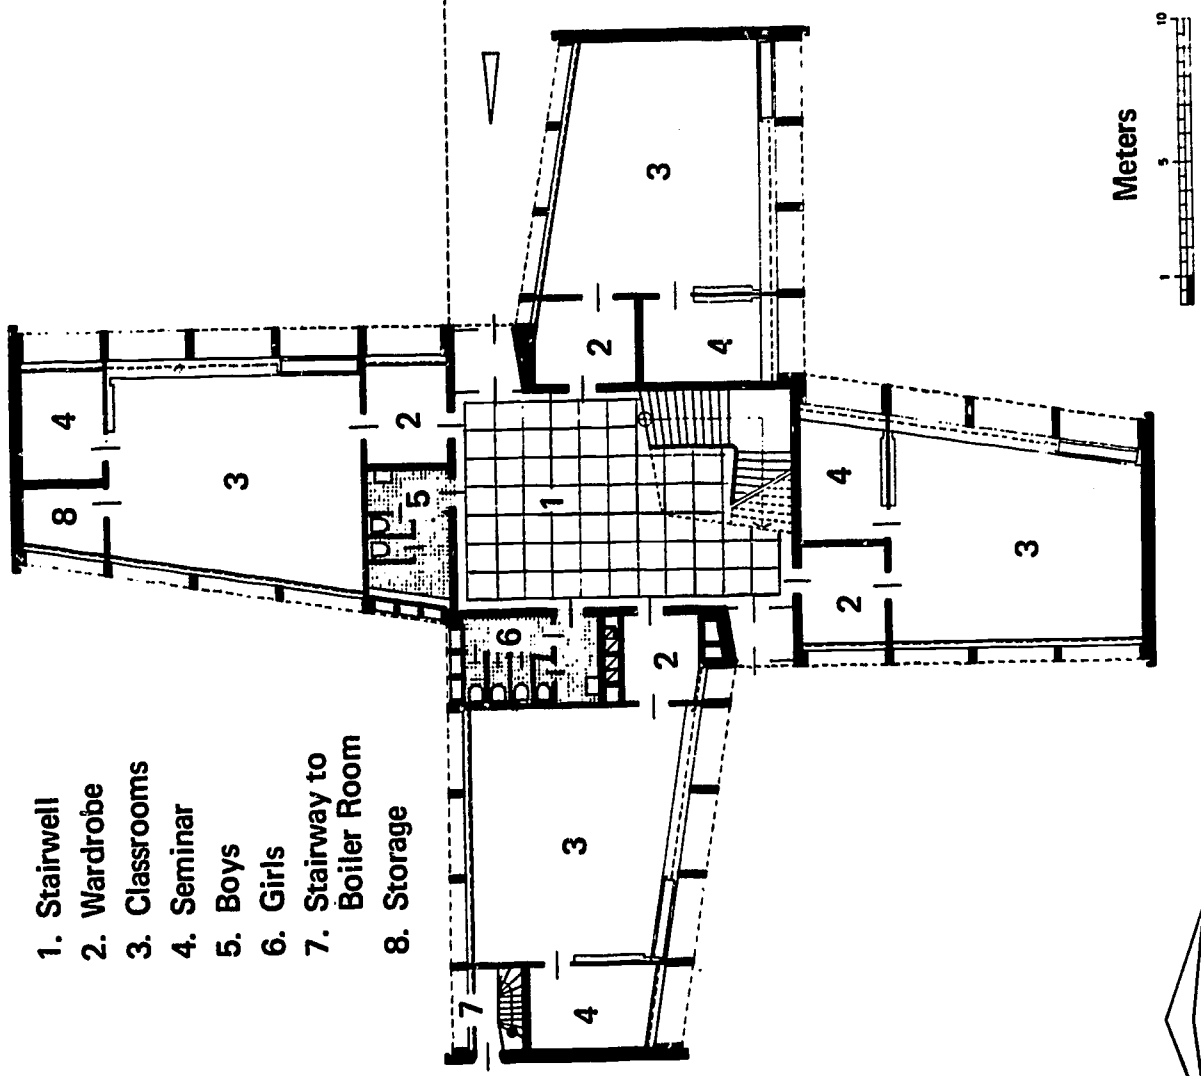 1. Stairwell
2. Wardrobe
3. Classrooms
4. Seminar
5. Boys
6. Girls
7. Stairway to
Boiler Room
8. Storage
7
4
3
6
2
8
4
3
5
2
1
2
3
4
2
4
3
Meters
1 5 10